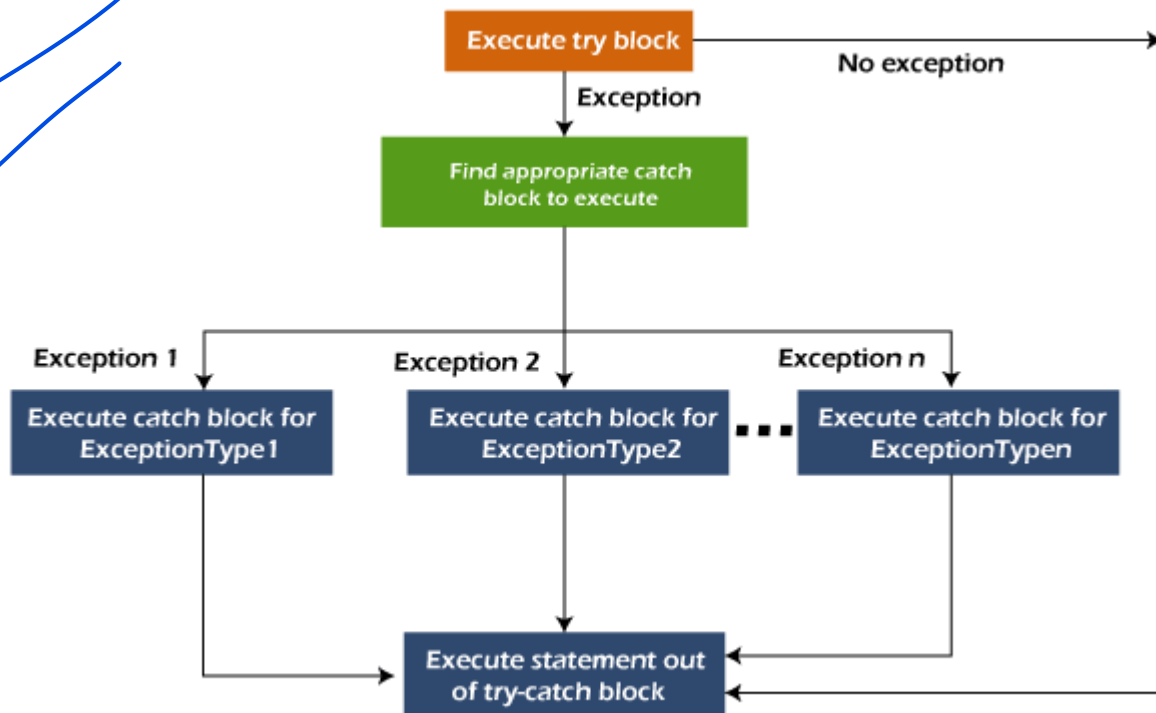 Execute try block
No exception
Exception
Find appropriate catch
block to execute
Exception 1
Exception 2
Exception n
Execute catch block for
ExceptionType1
Execute catch block for
ExceptionType2
Execute catch block for
ExceptionTypen
Execute statement out
of try-catch block